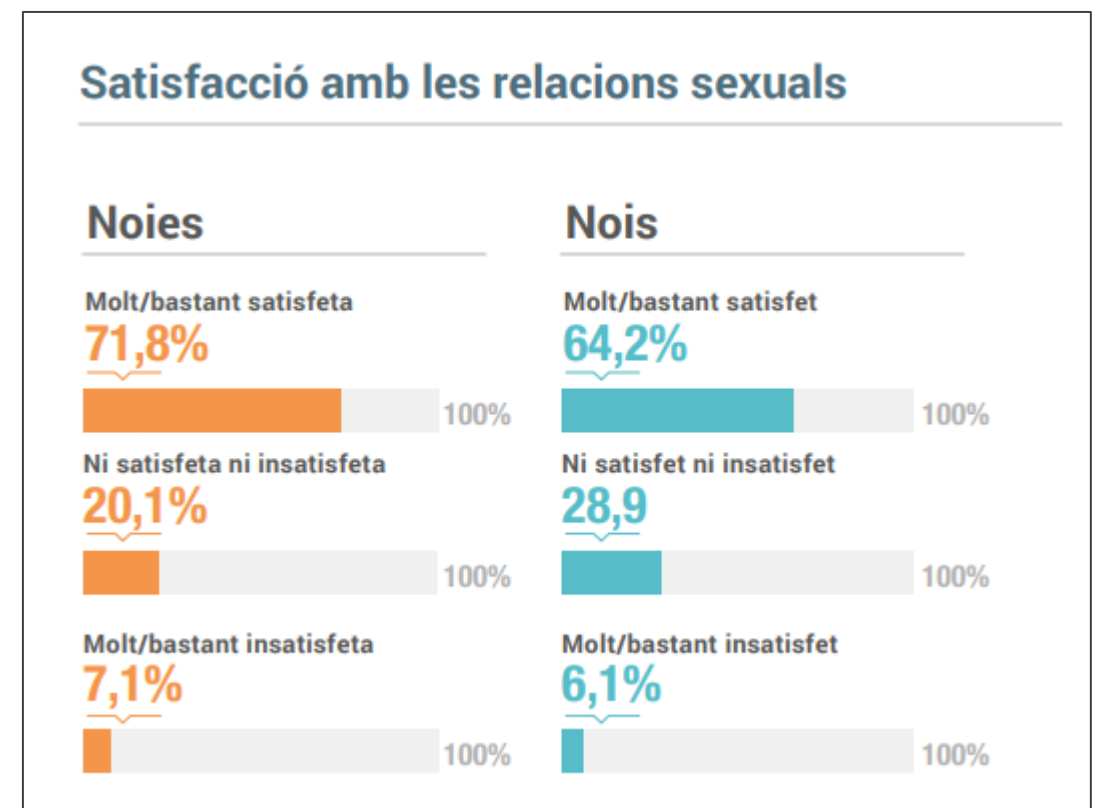 Satisfacció amb les relacions sexuals
Noies
Molt/bastant satisfeta
71,8%
100%
Ni satisfeta ni insatisfeta
20,1%
100%
Molt/bastant insatisfeta
7,1%
100%
Nois
Molt/bastant satisfet
64,2%
100%
Ni satisfet ni insatisfet
28,9
100%
Molt/bastant insatisfet
6,1%
100%